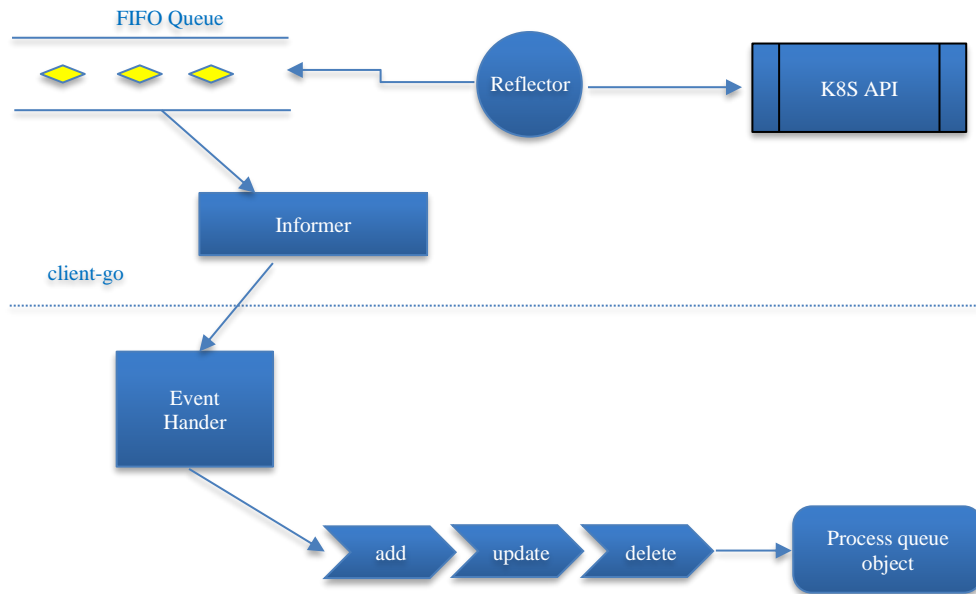 FIFO Queue
Reflector
K8S API
Informer
client-go
Event
Hander
add
update
delete
Process queue
object